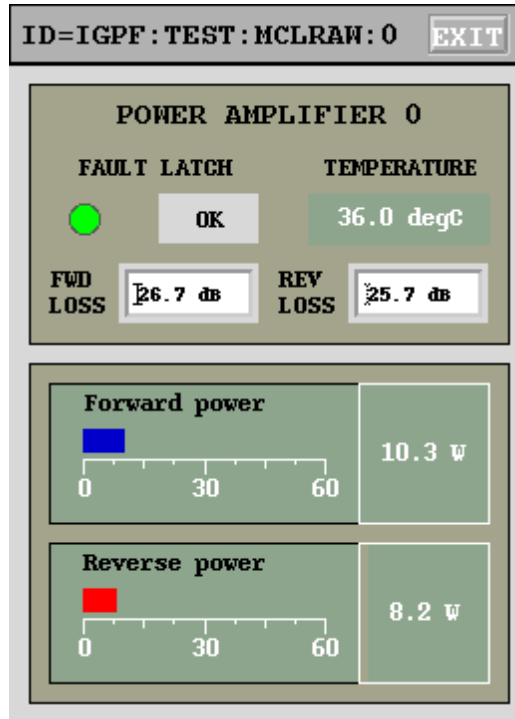 ID=IGPF:TEST:MCLRAW:0 EXIT
POWER AMPLIFIER 0
FAULT LATCH TEMPERATURE
OK 36.0 degC
FWD LOSS 26.7 dB REV LOSS 25.7 dB
Forward power
10.3 W
0 30 60
Reverse power
8.2 W
0 30 60